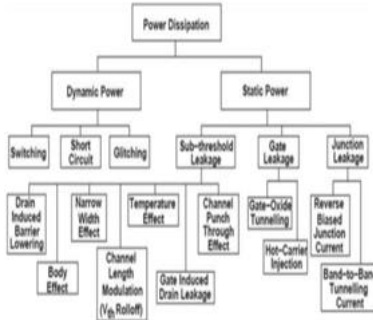 Power Dissipation
Dynamic Power
Static Power
Switching
Short
Circuit
Glitching
Sub-threshold
Leakage
Gate
Leakage
Junction
Leakage
Drain
Induced
Barrier
Lowering
Narrow
Width
Effect
Temperature
Effect
Channel
Punch
Through
Effect
Gate-Oxide
Tunnelling
Reverse
Biased
Junction
Current
Body
Effect
Channel
Length
Modulation
(Vth Rolloff)
Gate Induced
Drain Leakage
Hot-Carrier
Injection
Band-to-Band
Tunnelling
Current